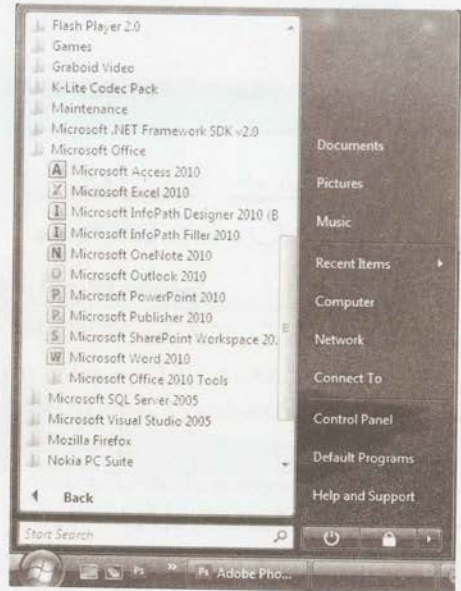 Flash Player 2.0
Games
Graboid Video
K-Lite Codec Pack
Maintenance
Microsoft .NET Framework SDK v2.0
Microsoft Office
A Microsoft Access 2010
X Microsoft Excel 2010
I Microsoft InfoPath Designer 2010 (B
I Microsoft InfoPath Filler 2010
N Microsoft OneNote 2010
O Microsoft Outlook 2010
P Microsoft PowerPoint 2010
P Microsoft Publisher 2010
S Microsoft SharePoint Workspace 20
W Microsoft Word 2010
Microsoft Office 2010 Tools
Microsoft SQL Server 2005
Microsoft Visual Studio 2005
Mozilla Firefox
Nokia PC Suite
Back
Start Search
Documents
Pictures
Music
Recent Items
Computer
Network
Connect To
Control Panel
Default Programs
Help and Support
Ps » Ps Adobe Pho...